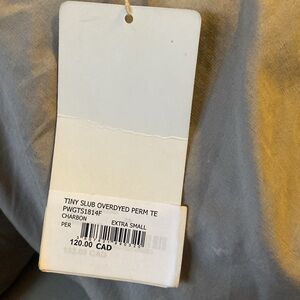 TINY SLUB OVERDYED PERM TE
PWGTS1814F
CHARBON
PER EXTRA SMALL
120.00 CAD